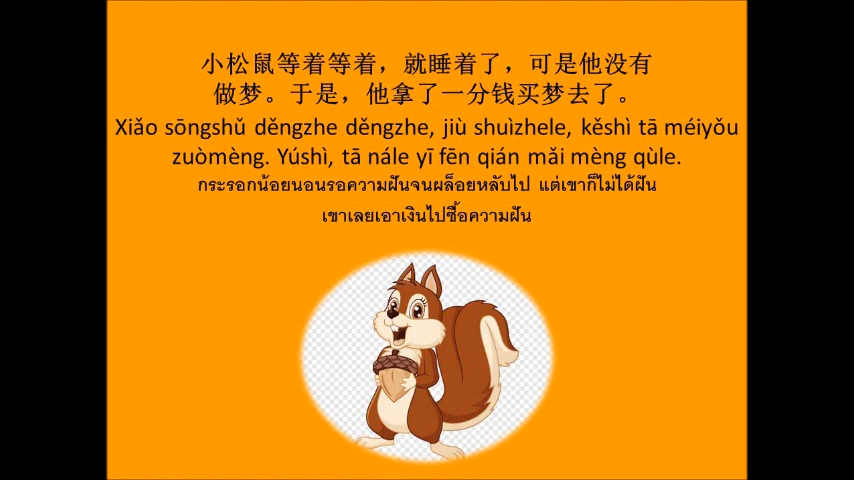 小松鼠等着等着，就睡着了，可是他没有
做梦。于是，他拿了一分钱买梦去了。
Xiǎo sōngshǔ děngzhe děngzhe, jiù shuìzhele, kěshì tā méiyǒu
zuòmèng. Yúshì, tā nále yī fēn qián mǎi mèng qùle.
กระรอกน้อยนอนรอความฝันจนผล็อยหลับไป แต่เขาก็ไม่ได้ฝัน
เขาเลยเอาเงินไปซื้อความฝัน